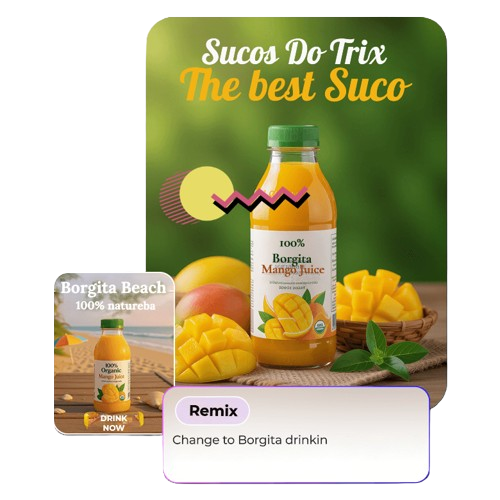 Sucos Do Trix
The best Suco
100%
Borgita
Mango Juice
Borgita Beach
100% natureba
100%
Organic
Mango Juice
DRINK
NOW
Remix
Change to Borgita drinkin